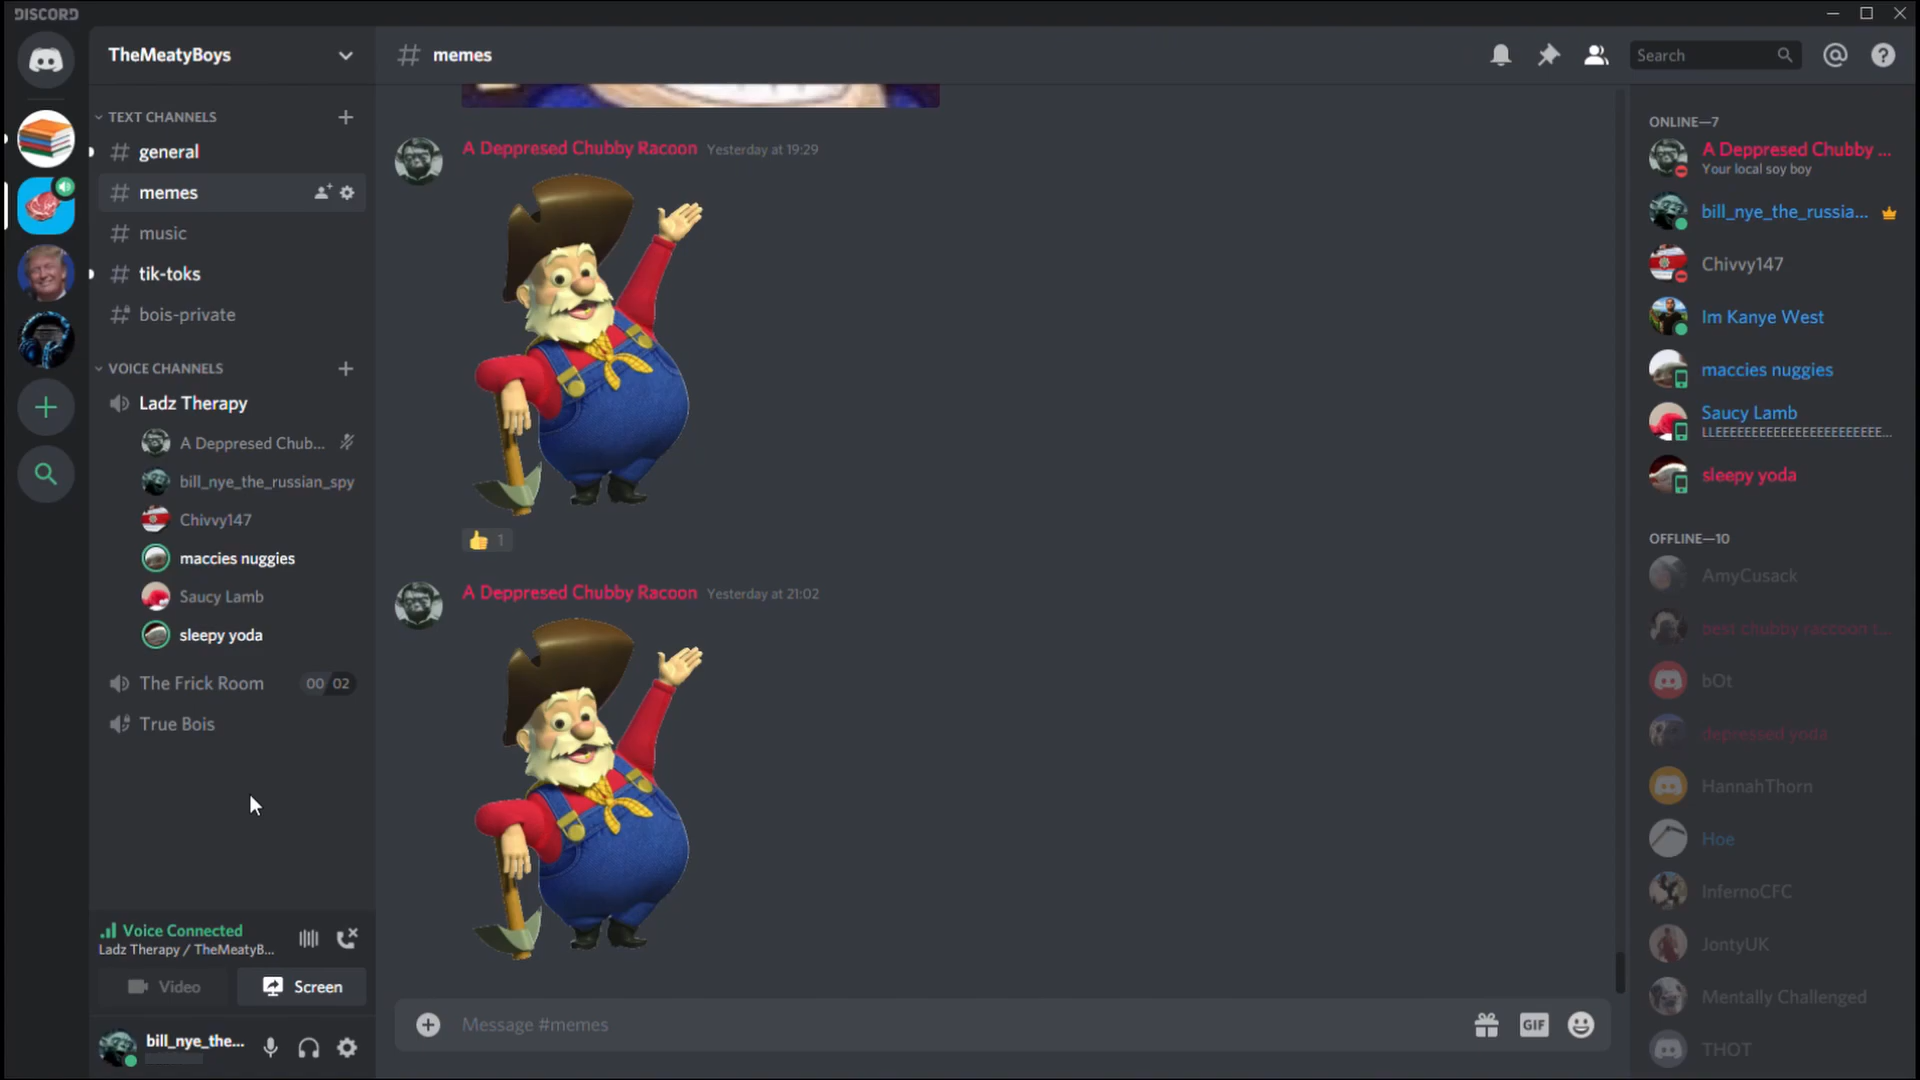 DISCORD
TheMeatyBoys
TEXT CHANNELS
general
memes
music
tik-toks
bois-private
VOICE CHANNELS
Ladz Therapy
A Deppresed Chub...
bill_nye_the_russian_spy
Chivvy147
maccies nuggies
Saucy Lamb
sleepy yoda
The Frick Room 00 02
True Bois
Voice Connected
Ladz Therapy / TheMeatyB...
Video Screen
bill_nye_the...
# memes
Search
A Deppresed Chubby Racoon Yesterday at 19:29
1
A Deppresed Chubby Racoon Yesterday at 21:02
Message #memes
GIF
ONLINE—7
A Deppresed Chubby ...
Your local soy boy
bill_nye_the_russia...
Chivvy147
Im Kanye West
maccies nuggies
Saucy Lamb
sleepy yoda
OFFLINE—10
AmyCusack
best chubby raccoon t...
bOt
depressed yoda
HannahThorn
Hoe
InfernoCFC
JontyUK
Mentally Challenged
THOT